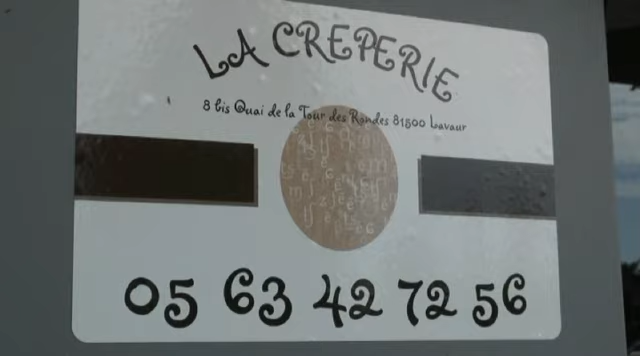 LA CREPERIE
8 bis Quai de la Tour des Rondes 81500 Lavaur
05 63 42 72 56